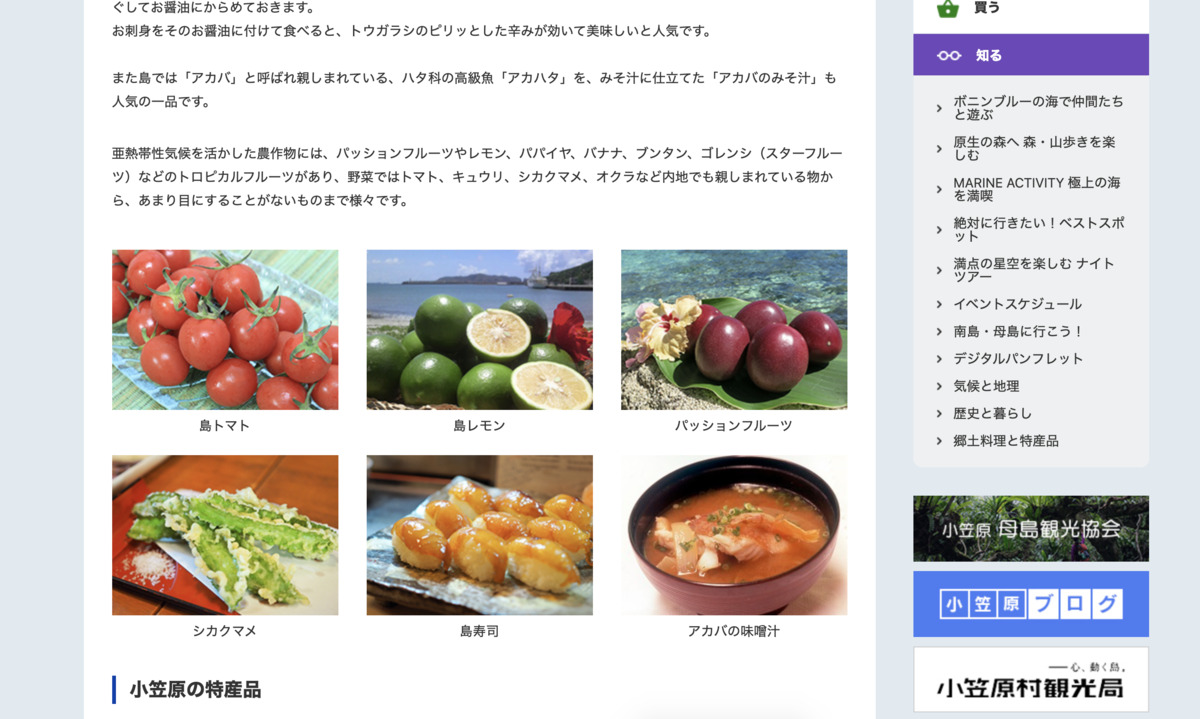 ぐしてお醤油にからめておきます。
お刺身をそのお醤油に付けて食べると、トウガラシのピリッとした辛みが効いて美味しいと人気です。
また島では「アカバ」と呼ばれ親しまれている、ハタ科の高級魚「アカハタ」を、みそ汁に仕立てた「アカバのみそ汁」も
人気の一品です。
亜熱帯性気候を活かした農作物には、パッションフルーツやレモン、パパイヤ、バナナ、ブンタン、ゴレンシ（スターフルー
ツ）などのトロピカルフルーツがあり、野菜ではトマト、キュウリ、シカクマメ、オクラなど内地でも親しまれている物か
ら、あまり目にすることがないものまで様々です。
島トマト
島レモン
パッションフルーツ
シカクマメ
島寿司
アカバの味噌汁
小笠原の特産品
買う
知る
ボニンブルーの海で仲間たち
と遊ぶ
原生の森へ 森・山歩きを楽
しむ
MARINE ACTIVITY 極上の海
を満喫
絶対に行きたい！ベストスポ
ット
満点の星空を楽しむ ナイト
ツアー
イベントスケジュール
南島・母島に行こう！
デジタルパンフレット
気候と地理
歴史と暮らし
郷土料理と特産品
小笠原 母島観光協会
小笠原ブログ
心、動く島。
小笠原村観光局